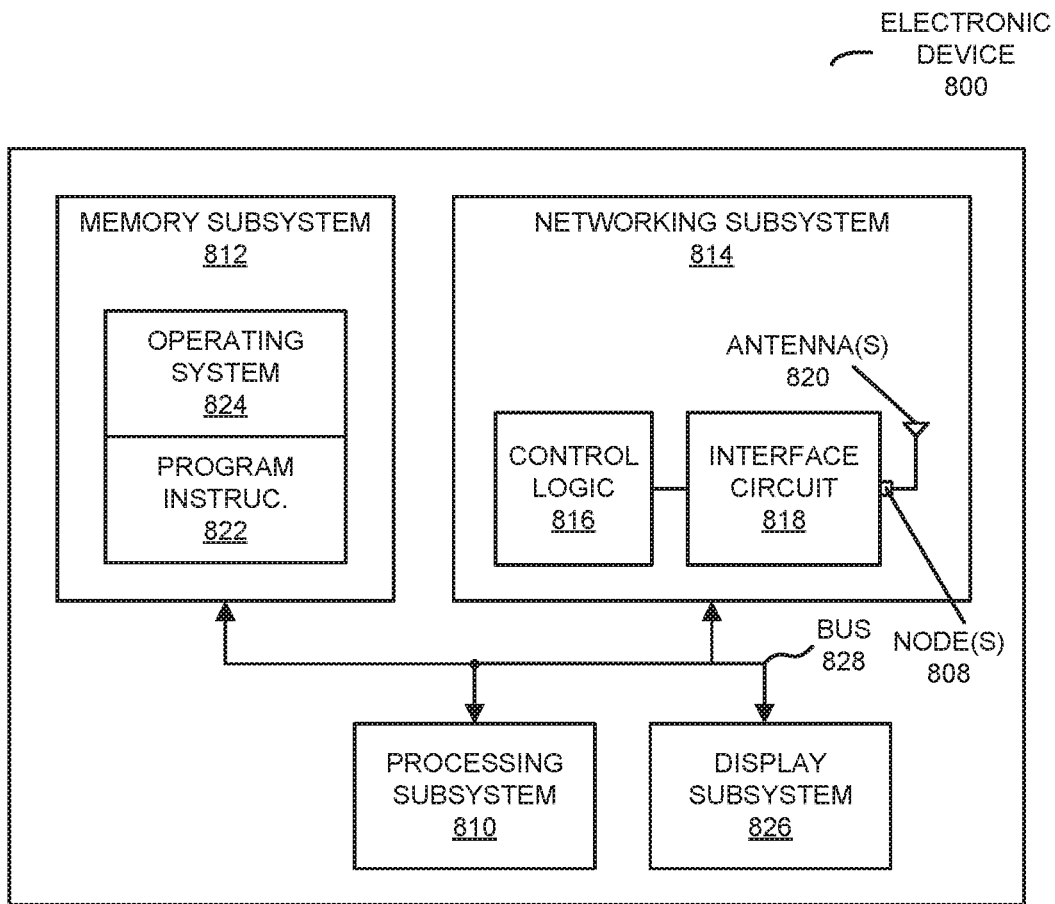 ELECTRONIC
DEVICE
800
MEMORY SUBSYSTEM
812
OPERATING
SYSTEM
824
PROGRAM
INSTRUC.
822
NETWORKING SUBSYSTEM
814
ANTENNA(S)
820
CONTROL
LOGIC
816
INTERFACE
CIRCUIT
818
NODE(S)
808
BUS
828
PROCESSING
SUBSYSTEM
810
DISPLAY
SUBSYSTEM
826